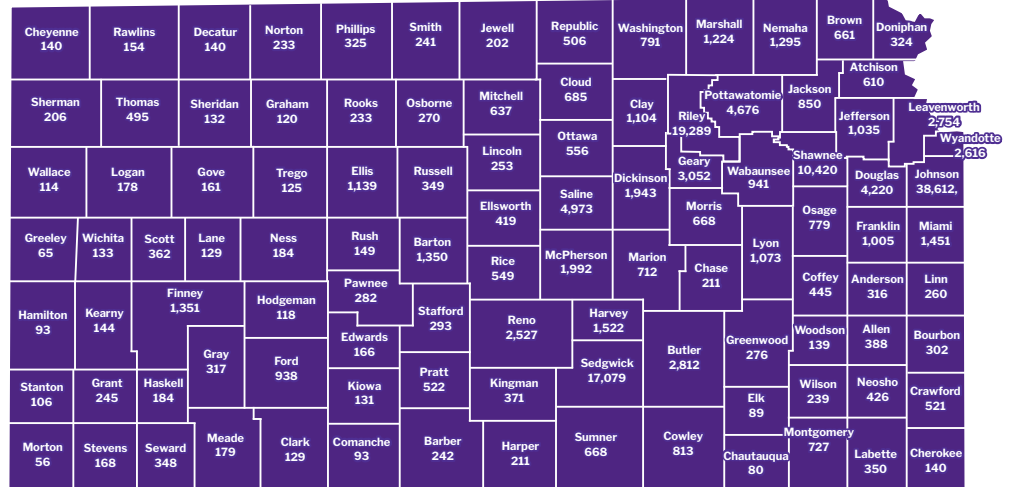 Cheyenne
140
Rawlins
154
Decatur
140
Norton
233
Phillips
325
Smith
241
Jewell
202
Republic
506
Washington
791
Marshall
1,224
Nemaha
1,295
Brown
661
Doniphan
324
Sherman
206
Thomas
495
Sheridan
132
Graham
120
Rooks
233
Osborne
270
Mitchell
637
Cloud
685
Clay
1,104
Riley
19,289
Pottawatomie
4,676
Jackson
850
Atchison
610
Jefferson
1,035
Leavenworth
2,754
Wyandotte
2,616
Wallace
114
Logan
178
Gove
161
Trego
125
Ellis
1,139
Russell
349
Lincoln
253
Ottawa
556
Dickinson
1,943
Geary
3,052
Wabaunsee
941
Shawnee
10,420
Douglas
4,220
Johnson
38,612,
Ellsworth
419
Saline
4,973
Morris
668
Osage
779
Franklin
1,005
Miami
1,451
Greeley
65
Wichita
133
Scott
362
Lane
129
Ness
184
Rush
149
Barton
1,350
Rice
549
McPherson
1,992
Marion
712
Chase
211
Lyon
1,073
Coffey
445
Anderson
316
Linn
260
Hamilton
93
Kearny
144
Finney
1,351
Hodgeman
118
Pawnee
282
Stafford
293
Edwards
166
Reno
2,527
Harvey
1,522
Sedgwick
17,079
Butler
2,812
Greenwood
276
Woodson
139
Allen
388
Bourbon
302
Gray
317
Ford
938
Stanton
106
Grant
245
Haskell
184
Kiowa
131
Pratt
522
Kingman
371
Elk
89
Wilson
239
Neosho
426
Crawford
521
Morton
56
Stevens
168
Seward
348
Meade
179
Clark
129
Comanche
93
Barber
242
Harper
211
Sumner
668
Cowley
813
Chautauqua
80
Montgomery
727
Labette
350
Cherokee
140